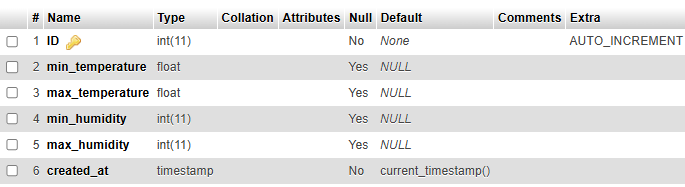 # Name Type Collation Attributes Null Default Comments Extra
1 ID int(11) No None AUTO_INCREMENT
2 min_temperature float Yes NULL
3 max_temperature float Yes NULL
4 min_humidity int(11) Yes NULL
5 max_humidity int(11) Yes NULL
6 created_at timestamp No current_timestamp()